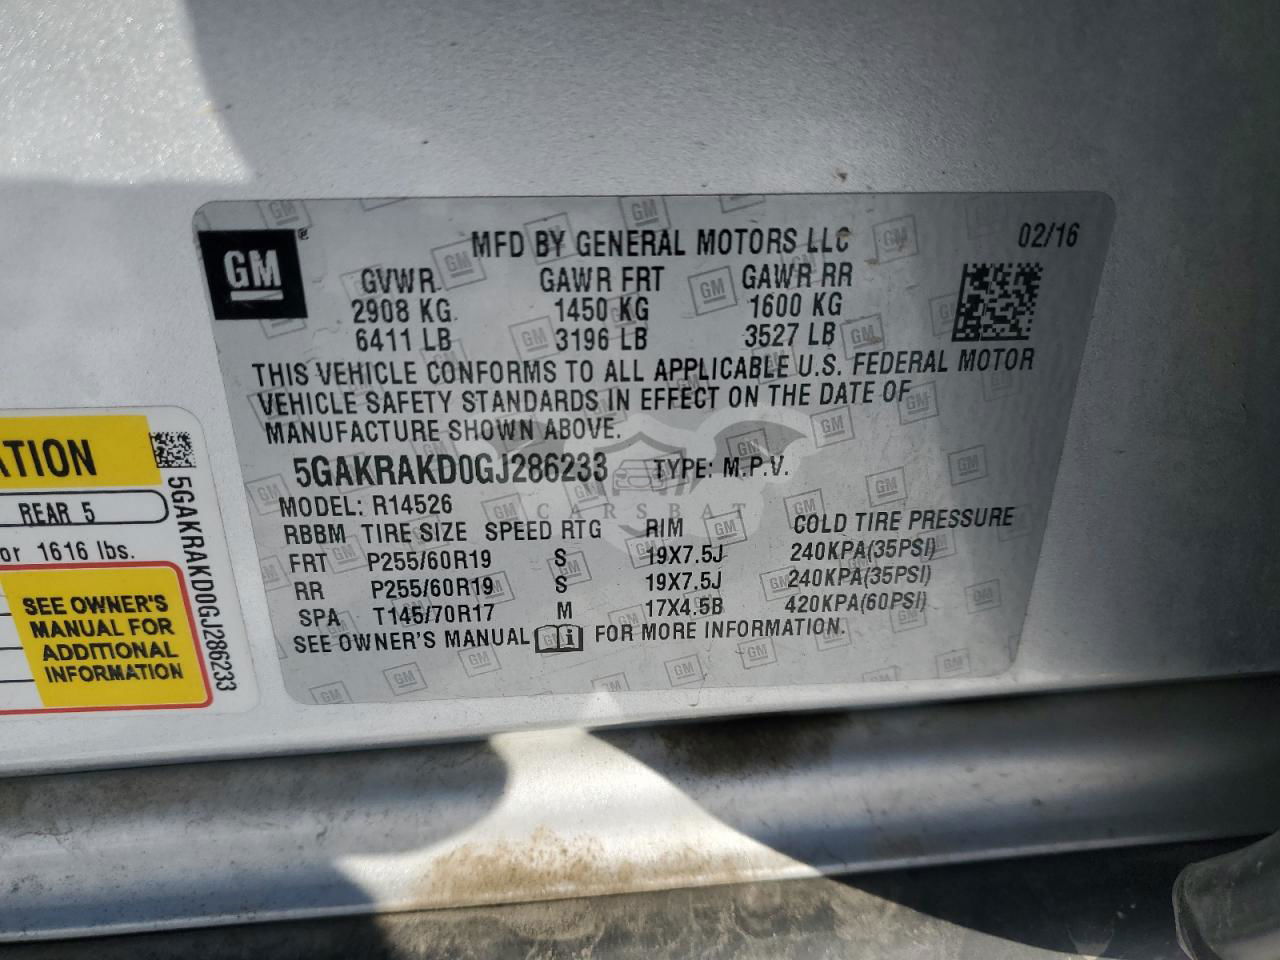 GM
MFD BY GENERAL MOTORS LLC 02/16
GVWR GAWR FRT GAWR RR
2908 KG 1450 KG 1600 KG
6411 LB 3196 LB 3527 LB
THIS VEHICLE CONFORMS TO ALL APPLICABLE U.S. FEDERAL MOTOR
VEHICLE SAFETY STANDARDS IN EFFECT ON THE DATE OF
MANUFACTURE SHOWN ABOVE.
5GAKRAKD0GJ286233 TYPE: M.P.V.
MODEL: R14526
CARSBAT
RBBM TIRE SIZE SPEED RTG RIM COLD TIRE PRESSURE
FRT P255/60R19 S 19X7.5J 240KPA(35PSI)
RR P255/60R19 S 19X7.5J 240KPA(35PSI)
SPA T145/70R17 M 17X4.5B 420KPA(60PSI)
SEE OWNER'S MANUAL FOR MORE INFORMATION.
ATION
REAR 5
or 1616 lbs.
SEE OWNER'S
MANUAL FOR
ADDITIONAL
INFORMATION
5GAKRAKD0GJ286233